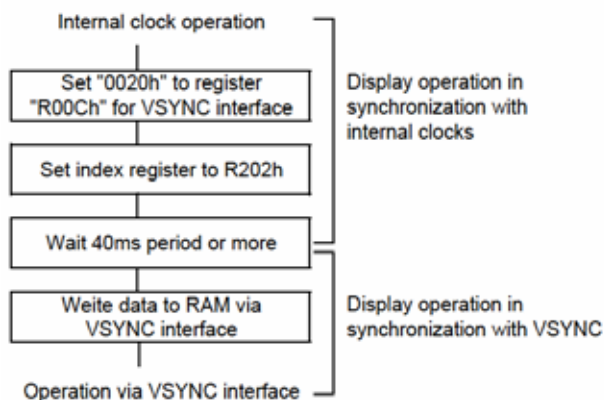 Internal clock operation
Set "0020h" to register
"R00Ch" for VSYNC interface
Set index register to R202h
Wait 40ms period or more
Weite data to RAM via
VSYNC interface
Operation via VSYNC interface
Display operation in
synchronization with
internal clocks
Display operation in
synchronization with VSYNC